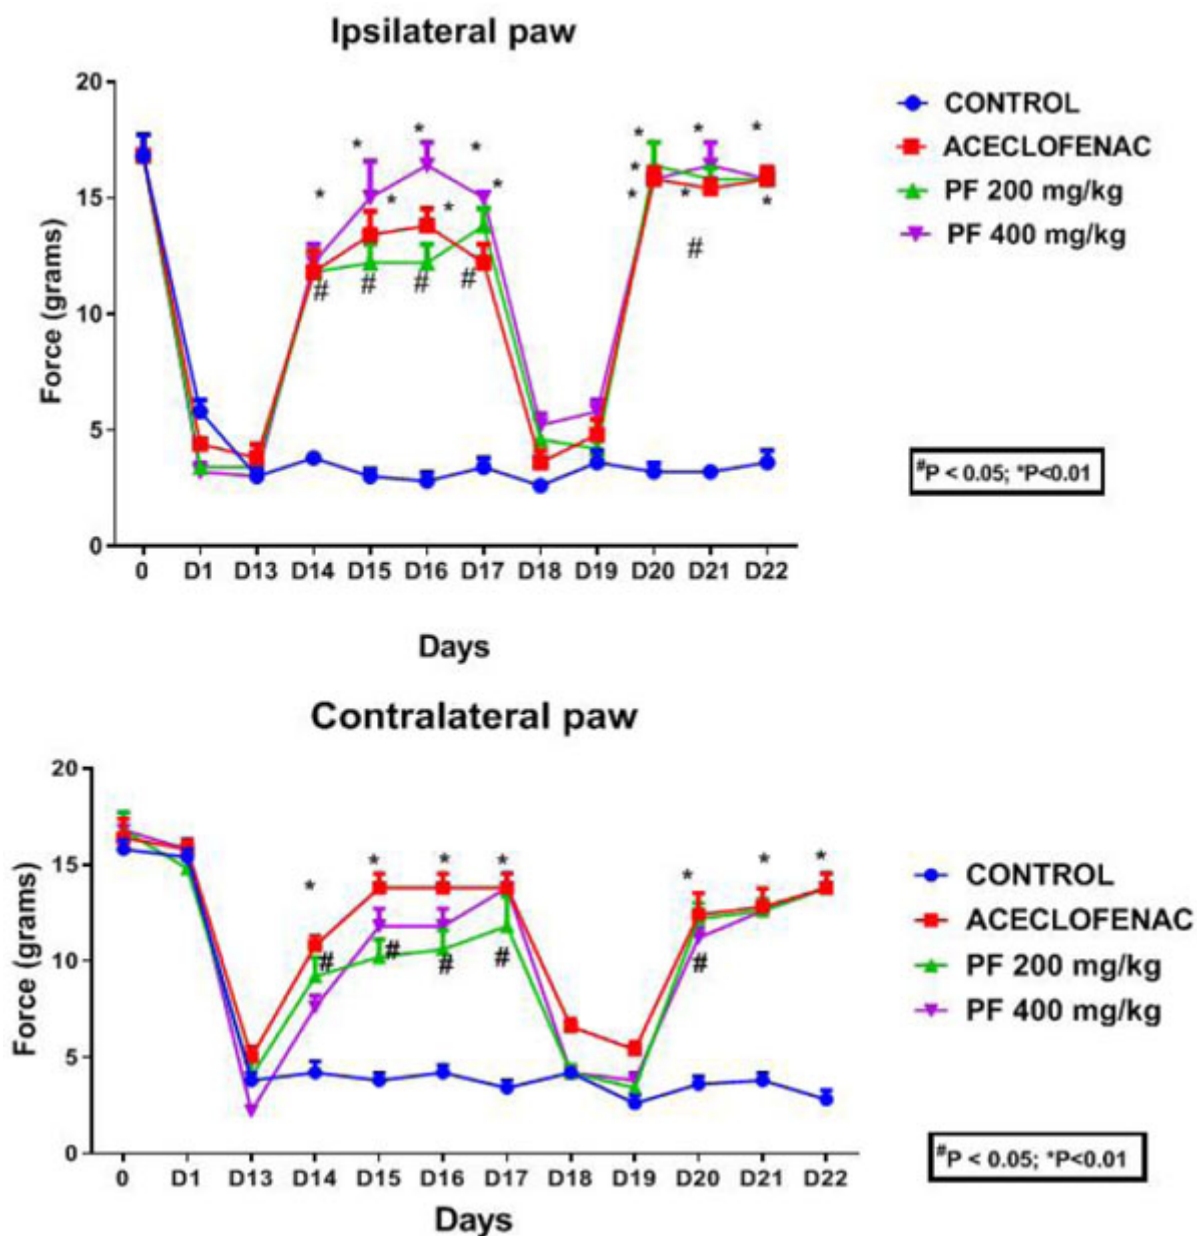 Ipsilateral paw
20
15
10
5
0
Force (grams)
* * * * * * * * * * * * * *
# # # # #
0 D1 D13 D14 D15 D16 D17 D18 D19 D20 D21 D22
Days
CONTROL
ACECLOFENAC
PF 200 mg/kg
PF 400 mg/kg
#P < 0.05; *P<0.01
Contralateral paw
20
15
10
5
0
Force (grams)
* * * * * * *
# # # # #
0 D1 D13 D14 D15 D16 D17 D18 D19 D20 D21 D22
Days
CONTROL
ACECLOFENAC
PF 200 mg/kg
PF 400 mg/kg
#P < 0.05; *P<0.01